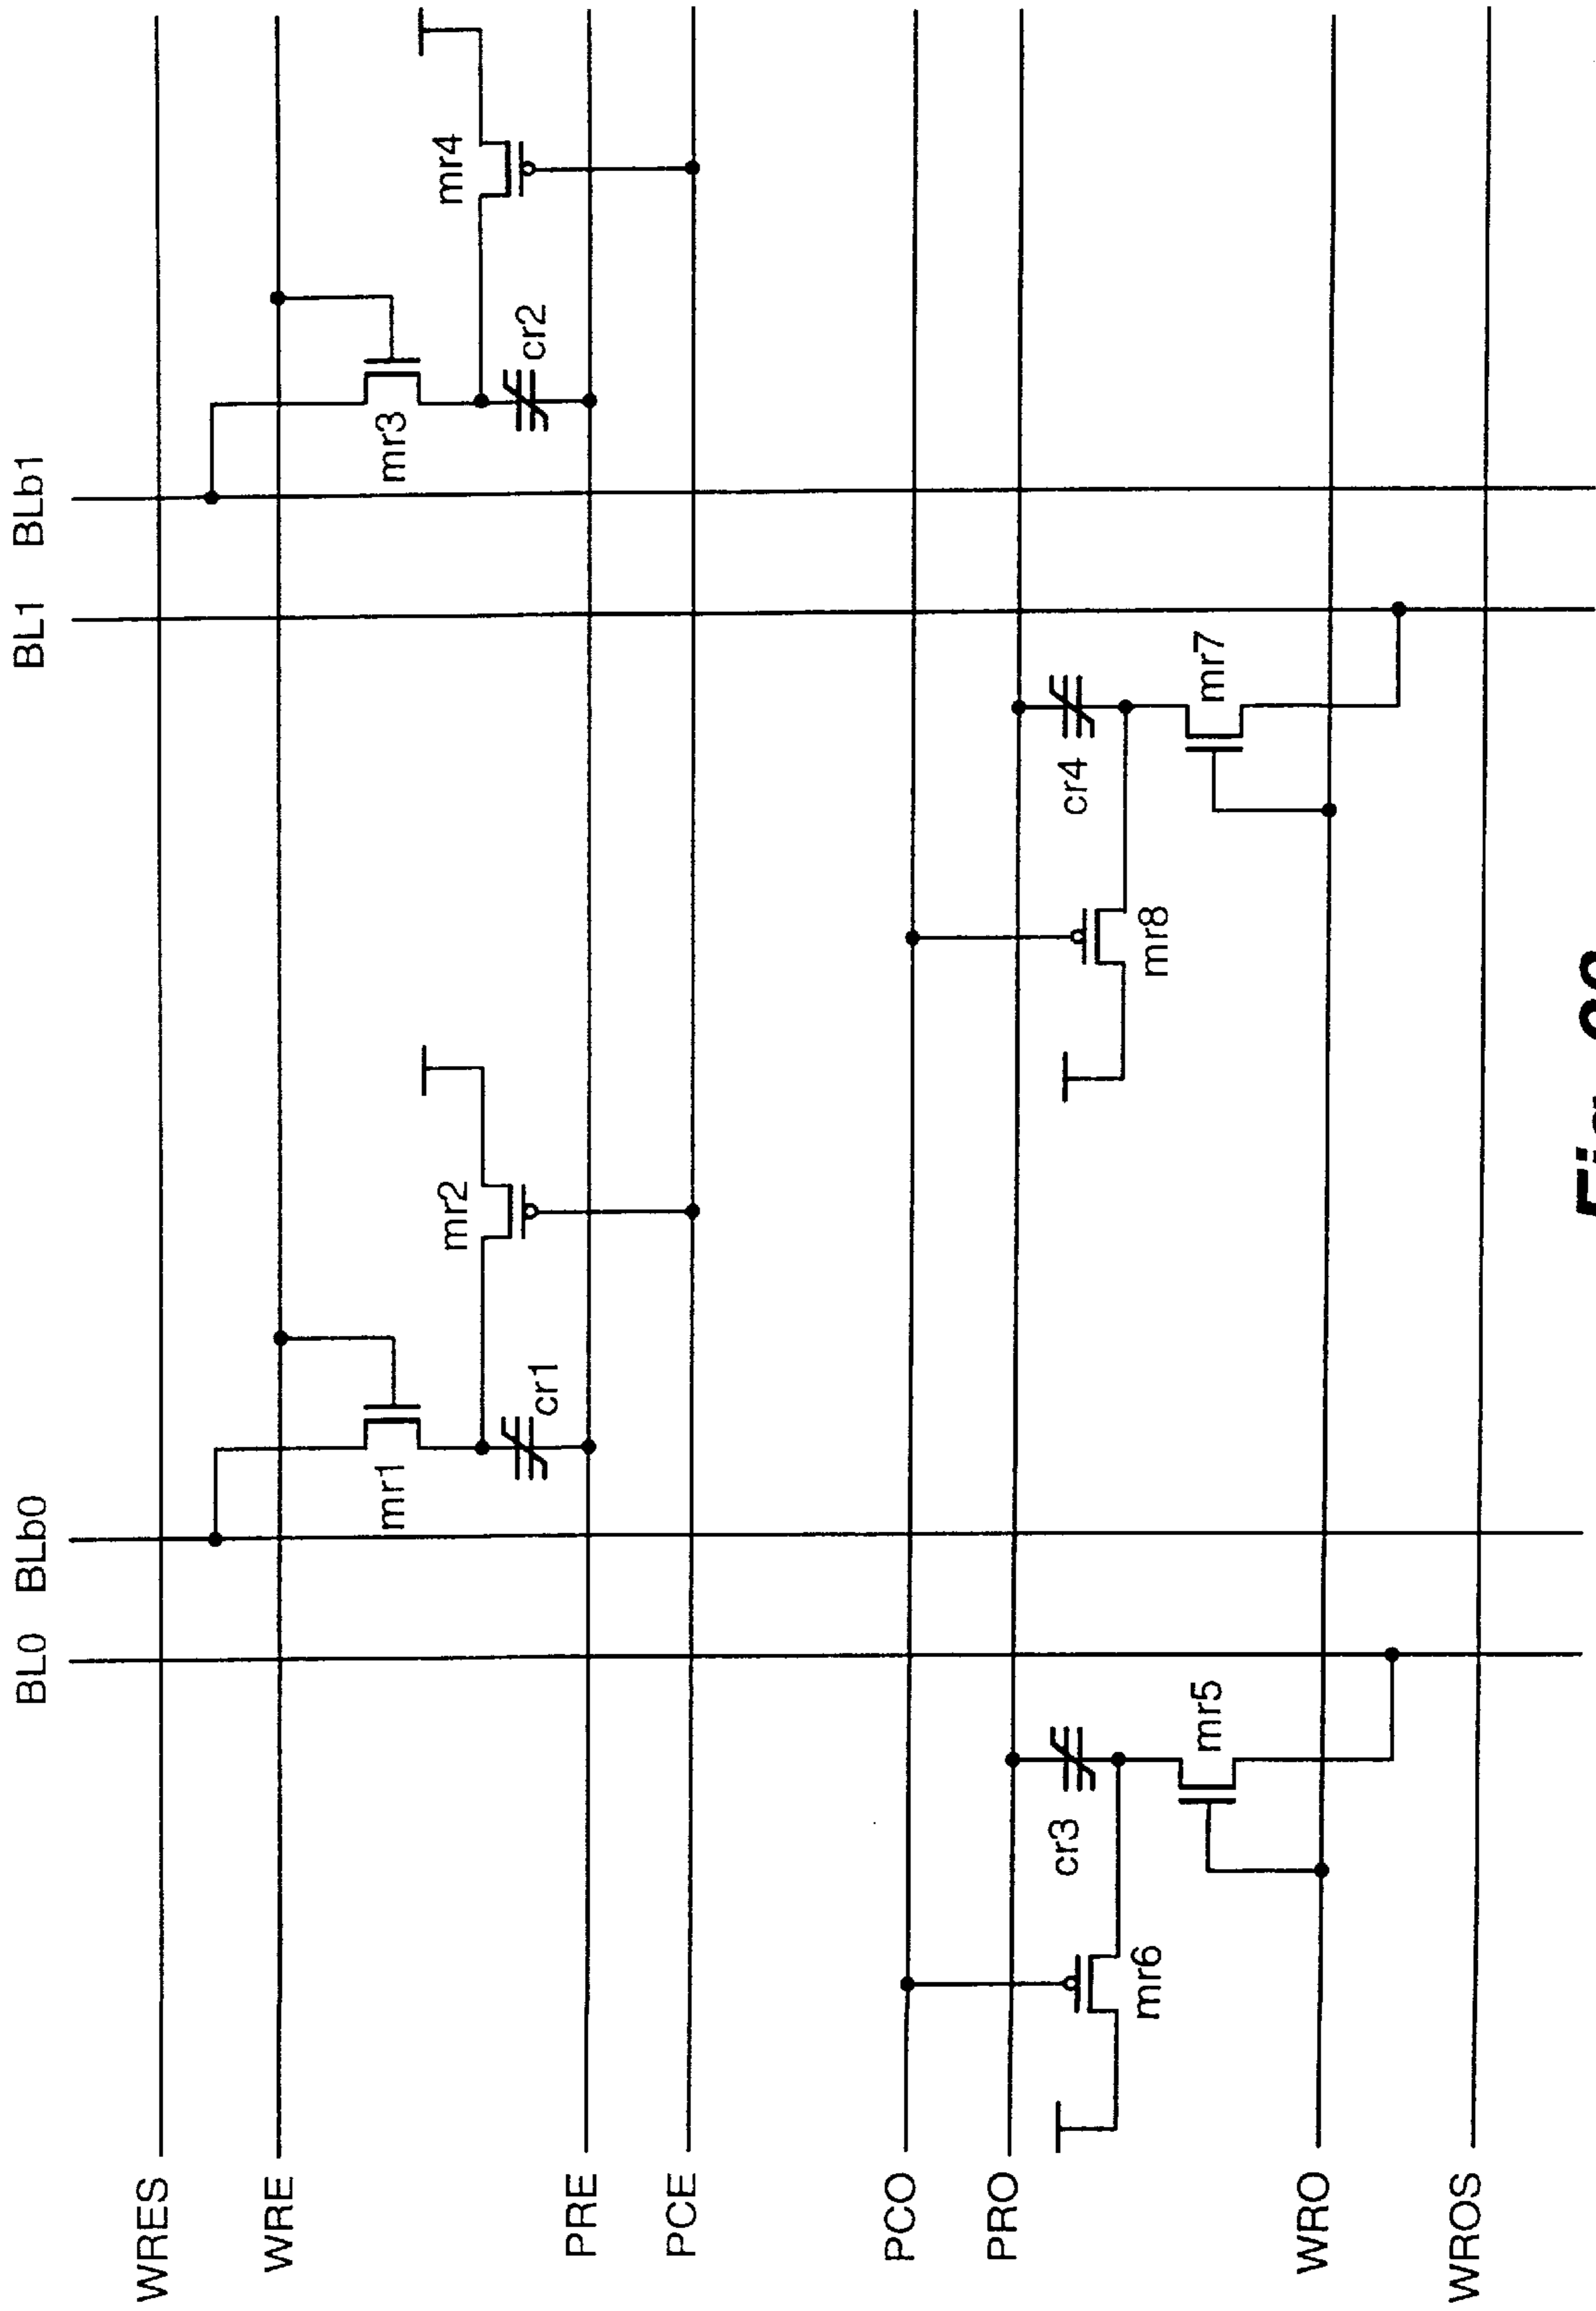 BL0 BLb0 BL1 BLb1
WRES
WRE
mr1
mr3
mr2
mr4
cr1
cr2
PRE
PCE
PCO
PRO
cr3
cr4
mr6
mr8
mr5
mr7
WRO
WROS